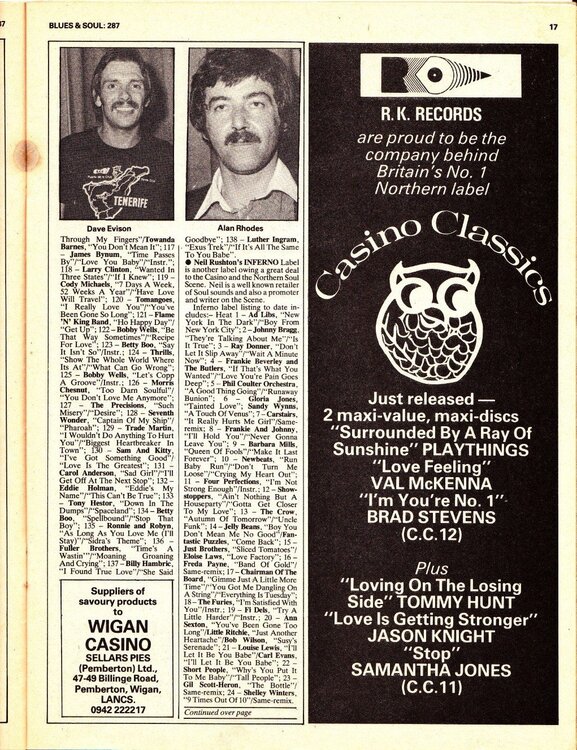 BLUES & SOUL: 287
17
Dave Evison
Through My Fingers"/Towanda
Barnes, "You Don't Mean It"; 117
– James Bynum, "Time Passes
By"/"Love You Baby"/Instr."; 
118 – Larry Clinton, "Wanted In
Three States"/"If I Knew"; 119 –
Cody Michaels, "7 Days A Week,
52 Weeks A Year"/"Have Love
Will Travel"; 120 – Tomangoes,
"I Really Love You"/"You've
Been Gone So Long"; 121 – Flame
'N' King Band, "Ho Happy Day"/
"Get Up"; 122 – Bobby Wells, "Be
That Way Sometimes"/"Recipe
For Love"; 123 – Betty Boo, "Say
It Isn't So"/Instr.; 124 – Thrills,
"Show The Whole World Where
Its At"/"What Can Go Wrong";
125 – Bobby Wells, "Let's Copp
A Groove"/Instr.; 126 – Morris
Chesnut, "Too Darn Soulful"/
"You Don't Love Me Anymore";
127 – The Precisions, "Such
Misery"/"Desire"; 128 – Seventh
Wonder, "Captain Of My Ship"/
"Pharoah"; 129 – Trade Martin,
"I Wouldn't Do Anything To Hurt
You"/"Biggest Heartbreaker In
Town"; 130 – Sam And Kitty,
"I've Got Something Good"/
"Love Is The Greatest"; 131 –
Carol Anderson, "Sad Girl"/"I'll
Get Off At The Next Stop"; 132 –
Eddie Holman, "Eddie's My
Name"/"This Can't Be True"; 133
– Tony Hestor, "Down In The
Dumps"/"Spaceland"; 134 – Betty
Boo, "Spellbound"/"Stop That
Boy"; 135 – Ronnie and Robyn,
"As Long As You Love Me (I'll
Stay)"/"Sidra's Theme"; 136 –
Fuller Brothers, "Time's A
Wastin'"/"Moaning Groaning
And Crying"; 137 – Billy Hambric,
"I Found True Love"/"She Said
Suppliers of
savoury products
to
WIGAN
CASINO
SELLARS PIES
(Pemberton) Ltd.,
47-49 Billinge Road,
Pemberton, Wigan,
LANCS.
0942 222217
Alan Rhodes
Goodbye"; 138 – Luther Ingram,
"Exus Trek"/"If It's All The Same
To You Babe".
● Neil Rushton's INFERNO Label
is another label owing a great deal
to the Casino and the Northern Soul
Scene. Neil is a well known retailer
of Soul sounds and also a promoter
and writer on the Scene.
Inferno label listing to date in-
cludes:– Heat 1 – Ad Libs, "New
York In The Dark"/"Boy From
New York City"; 2 – Johnny Bragg,
"They're Talking About Me"/"Is
It True"; 3 – Ray Donner, "Don't
Let It Slip Away"/"Wait A Minute
Now"; 4 – Frankie Beverley and
The Butlers, "If That's What You
Wanted"/"Love You're Pain Goes
Deep"; 5 – Phil Coulter Orchestra,
"A Good Thing Going"/"Runaway
Bunion"; 6 – Gloria Jones,
"Tainted Love"/Sandy Wynns,
"A Touch Of Venus"; 7 – Carstairs,
"It Really Hurts Me Girl"/Same-
remix; 8 – Frankie And Johnny,
"I'll Hold You"/"Never Gonna
Leave You"; 9 – Barbara Mills,
"Queen Of Fools"/"Make It Last
Forever"; 10 – Newbeats, "Run
Baby Run"/"Don't Turn Me
Loose"/"Crying My Heart Out";
11 – Four Perfections, "I'm Not
Strong Enough"/Instr.; 12 – Show-
stoppers, "Ain't Nothing But A
Houseparty"/"Gotta Get Closer
To My Love"; 13 – The Crow,
"Autumn Of Tomorrow"/"Uncle
Funk"; 14 – Jelly Beans, "Boy You
Don't Mean Me No Good"/Fan-
tastic Puzzles, "Come Back"; 15 –
Just Brothers, "Sliced Tomatoes"/
Eloise Laws, "Love Factory"; 16 –
Freda Payne, "Band Of Gold"/
Same-remix; 17 – Chairman Of The
Board, "Gimme Just A Little More
Time"/"You Got Me Dangling On
A String"/"Everything Is Tuesday";
18 – The Furies, "I'm Satisfied With
You"/Instr.; 19 – Fi Dels, "Try A
Little Harder"/Instr.; 20 – Ann
Sexton, "You've Been Gone Too
Long"/Little Ritchie, "Just Another
Heartache"/Bob Wilson, "Susy's
Serenade"; 21 – Louise Lewis, "I'll
Let It Be You Babe"/Carl Evans,
"I'll Let It Be You Babe"; 22 –
Short People, "Why's You Put It
To Me Baby"/"Tall People"; 23 –
Gil Scott-Heron, "The Bottle"/
Same-remix; 24 – Shelley Winters,
"9 Times Out Of 10"/Same-remix.
Continued over page
RK
R.K. RECORDS
are proud to be the
company behind
Britain's No. 1
Northern label
Casino Classics
TENERIFE
Just released —
2 maxi-value, maxi-discs
"Surrounded By A Ray Of
Sunshine" PLAYTHINGS
"Love Feeling"
VAL McKENNA
"I'm You're No. 1"
BRAD STEVENS
(C.C.12)
Plus
"Loving On The Losing
Side" TOMMY HUNT
"Love Is Getting Stronger"
JASON KNIGHT
"Stop"
SAMANTHA JONES
(C.C.11)